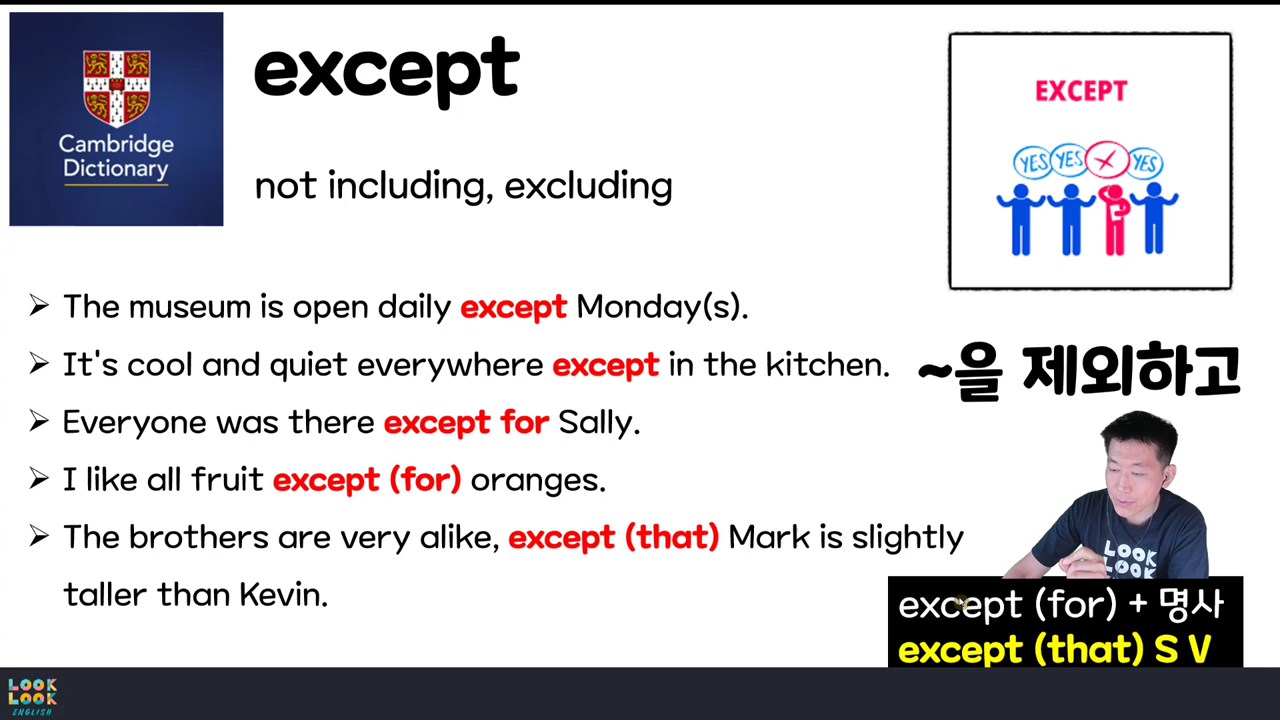 Cambridge
Dictionary
except
not including, excluding
EXCEPT
YES YES YES
The museum is open daily except Monday(s).
It's cool and quiet everywhere except in the kitchen.
~을 제외하고
Everyone was there except for Sally.
I like all fruit except (for) oranges.
The brothers are very alike, except (that) Mark is slightly
taller than Kevin.
LOOK
LOOK
except (for) + 명사
except (that) S V
LOOK
LOOK
ENGLISH